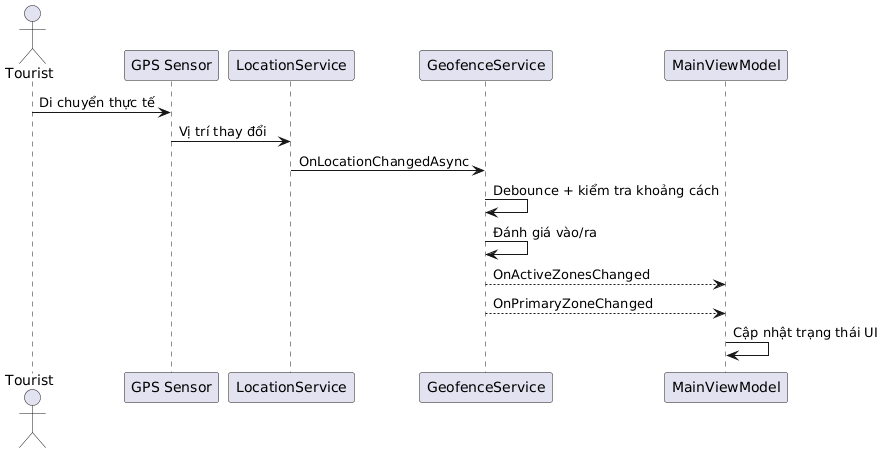 Tourist
GPS Sensor
LocationService
GeofenceService
MainViewModel
Di chuyển thực tế
Vị trí thay đổi
OnLocationChangedAsync
Debounce + kiểm tra khoảng cách
Đánh giá vào/ra
OnActiveZonesChanged
OnPrimaryZoneChanged
Cập nhật trạng thái UI
Tourist
GPS Sensor
LocationService
GeofenceService
MainViewModel